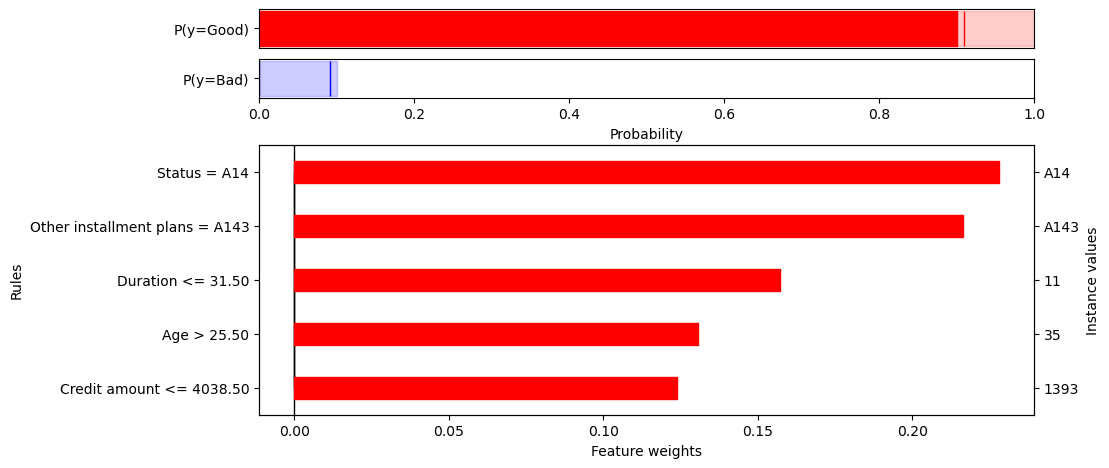 P(y=Good)
P(y=Bad)
0.0 0.2 0.4 0.6 0.8 1.0
Probability
Status = A14 A14
Other installment plans = A143 A143
Duration <= 31.50 11
Age > 25.50 35
Credit amount <= 4038.50 1393
Rules
Instance values
0.00 0.05 0.10 0.15 0.20
Feature weights